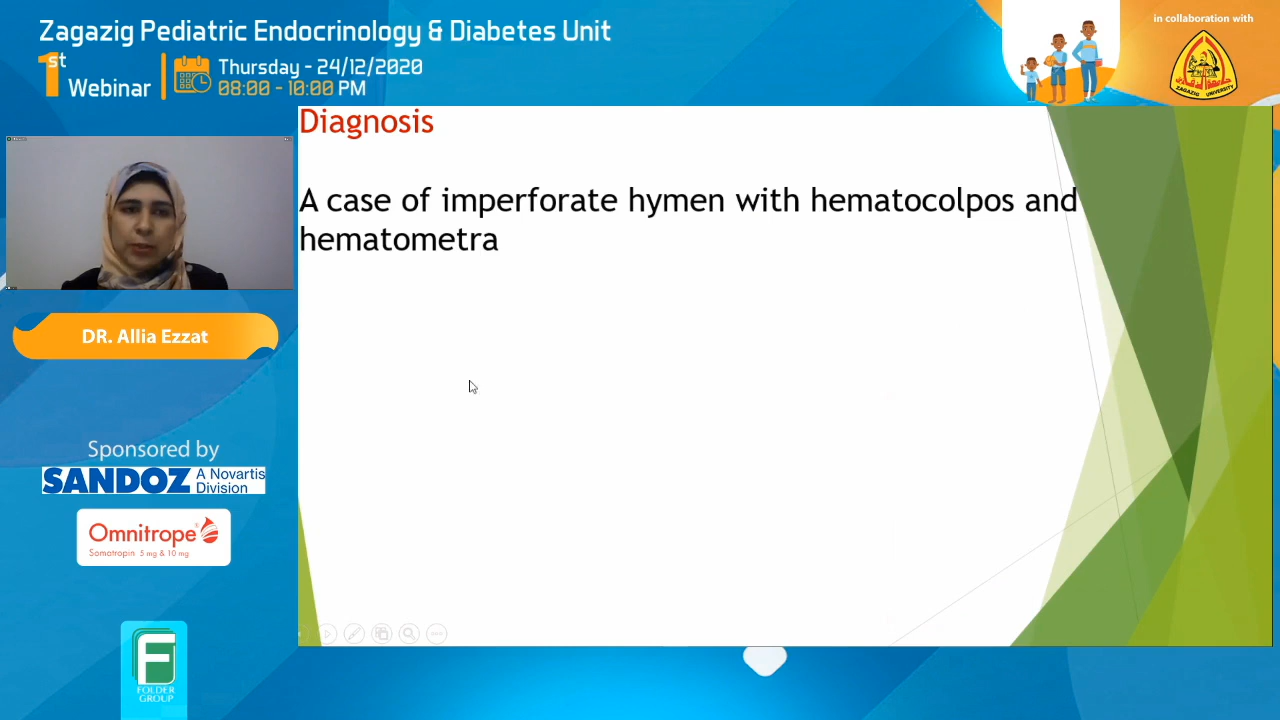 Zagazig Pediatric Endocrinology & Diabetes Unit
1st Webinar
Thursday - 24/12/2020
08:00 - 10:00 PM
in collaboration with
ZAGAZIG UNIVERSITY
Diagnosis
A case of imperforate hymen with hematocolpos and
hematometra
DR. Allia Ezzat
Sponsored by
SANDOZ A Novartis
Division
Omnitrope®
Somatropin 5 mg & 10 mg
F
FOLDER
GROUP